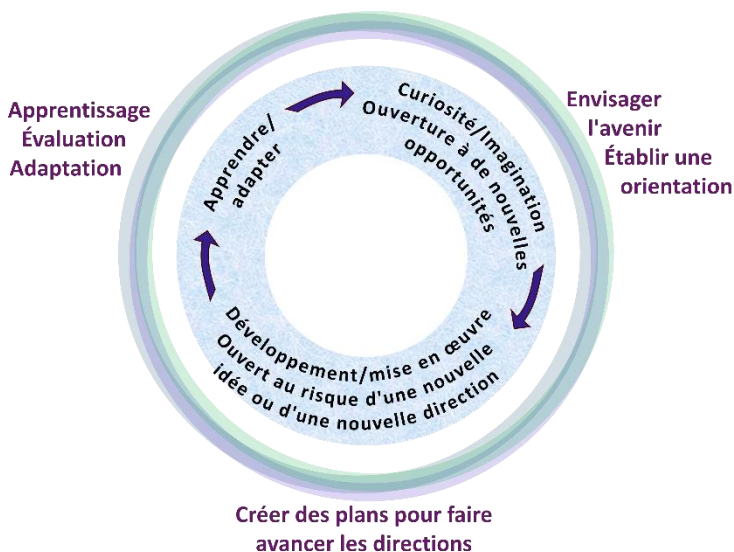 Apprentissage
Évaluation
Adaptation
Apprendre/
adapter
Curiosité/Imagination
Ouverture à de nouvelles
opportunités
Envisager
l'avenir
Établir une
orientation
Développement/mise en œuvre
Ouvert au risque d'une nouvelle
idée ou d'une nouvelle direction
Créer des plans pour faire
avancer les directions